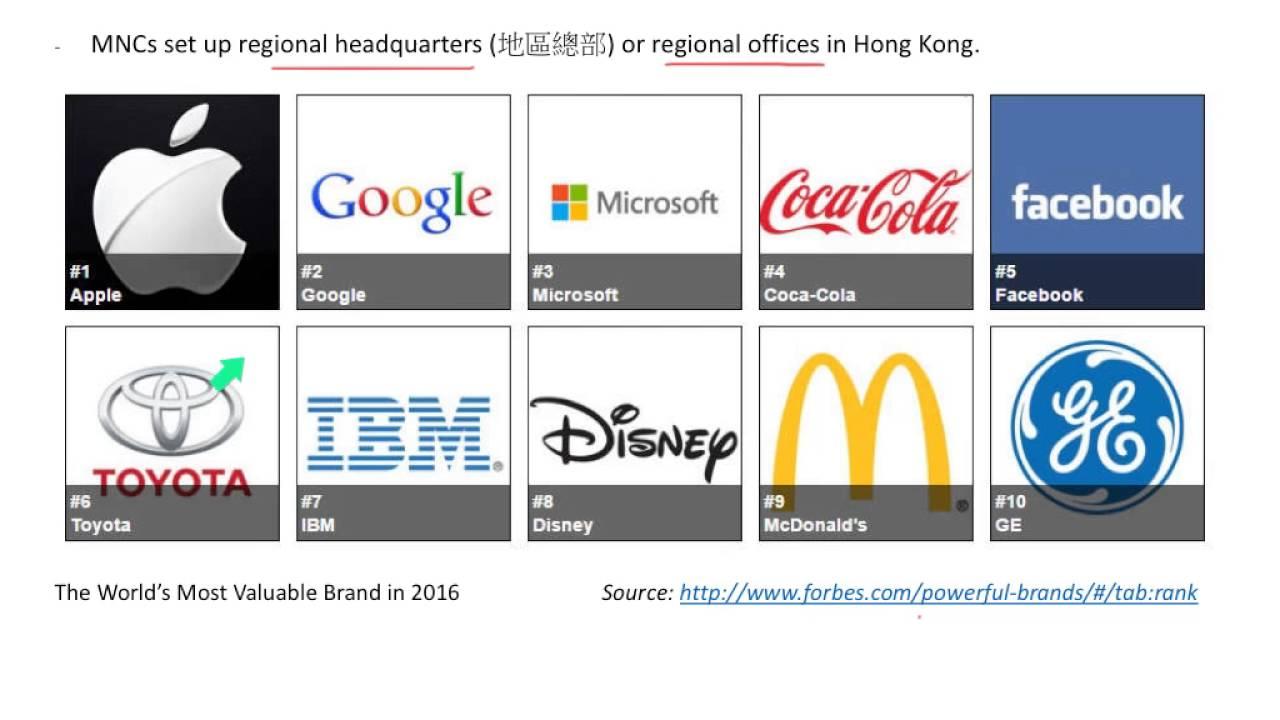 - MNCs set up regional headquarters (地區總部) or regional offices in Hong Kong.
Google
Microsoft
Coca-Cola
facebook
#1
Apple
#2
Google
#3
Microsoft
#4
Coca-Cola
#5
Facebook
TOYOTA
IBM
Disney
GE
#6
Toyota
#7
IBM
#8
Disney
#9
McDonald's
#10
GE
The World's Most Valuable Brand in 2016
Source: http://www.forbes.com/powerful-brands/#/tab:rank